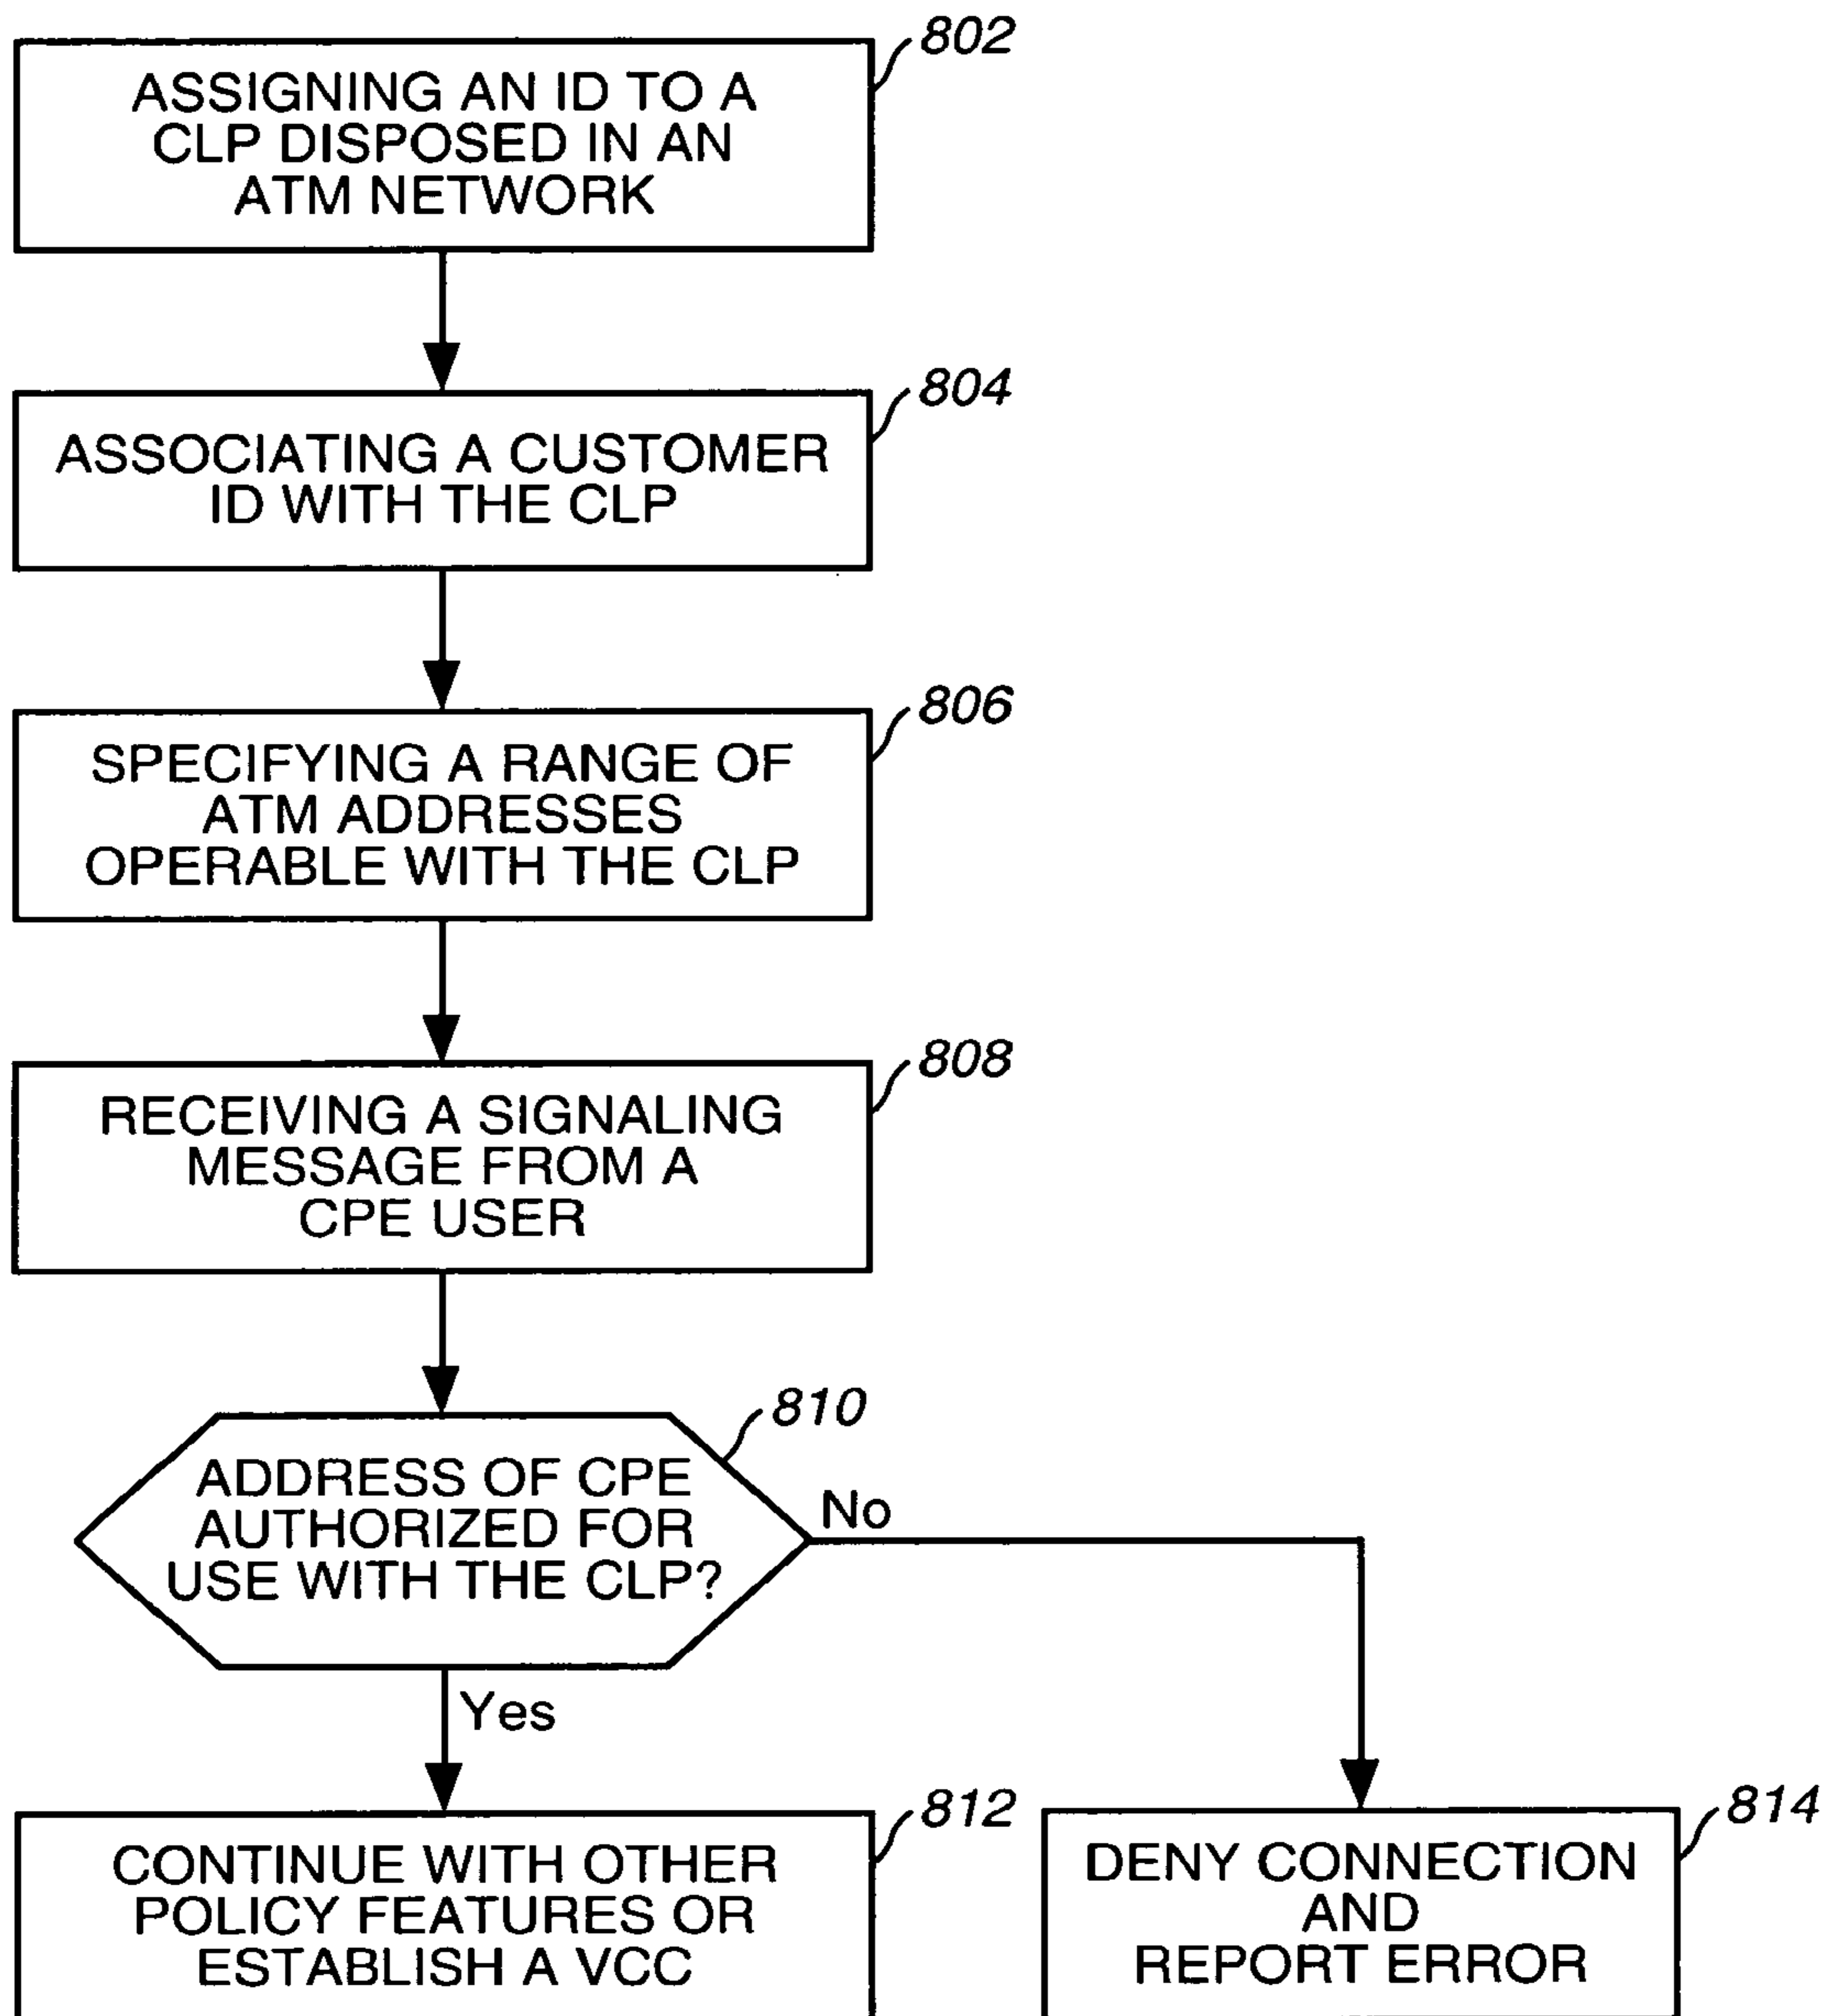 802
ASSIGNING AN ID TO A
CLP DISPOSED IN AN
ATM NETWORK
804
ASSOCIATING A CUSTOMER
ID WITH THE CLP
806
SPECIFYING A RANGE OF
ATM ADDRESSES
OPERABLE WITH THE CLP
808
RECEIVING A SIGNALING
MESSAGE FROM A
CPE USER
810
ADDRESS OF CPE
AUTHORIZED FOR
USE WITH THE CLP?
No
Yes
812
CONTINUE WITH OTHER
POLICY FEATURES OR
ESTABLISH A VCC
814
DENY CONNECTION
AND
REPORT ERROR